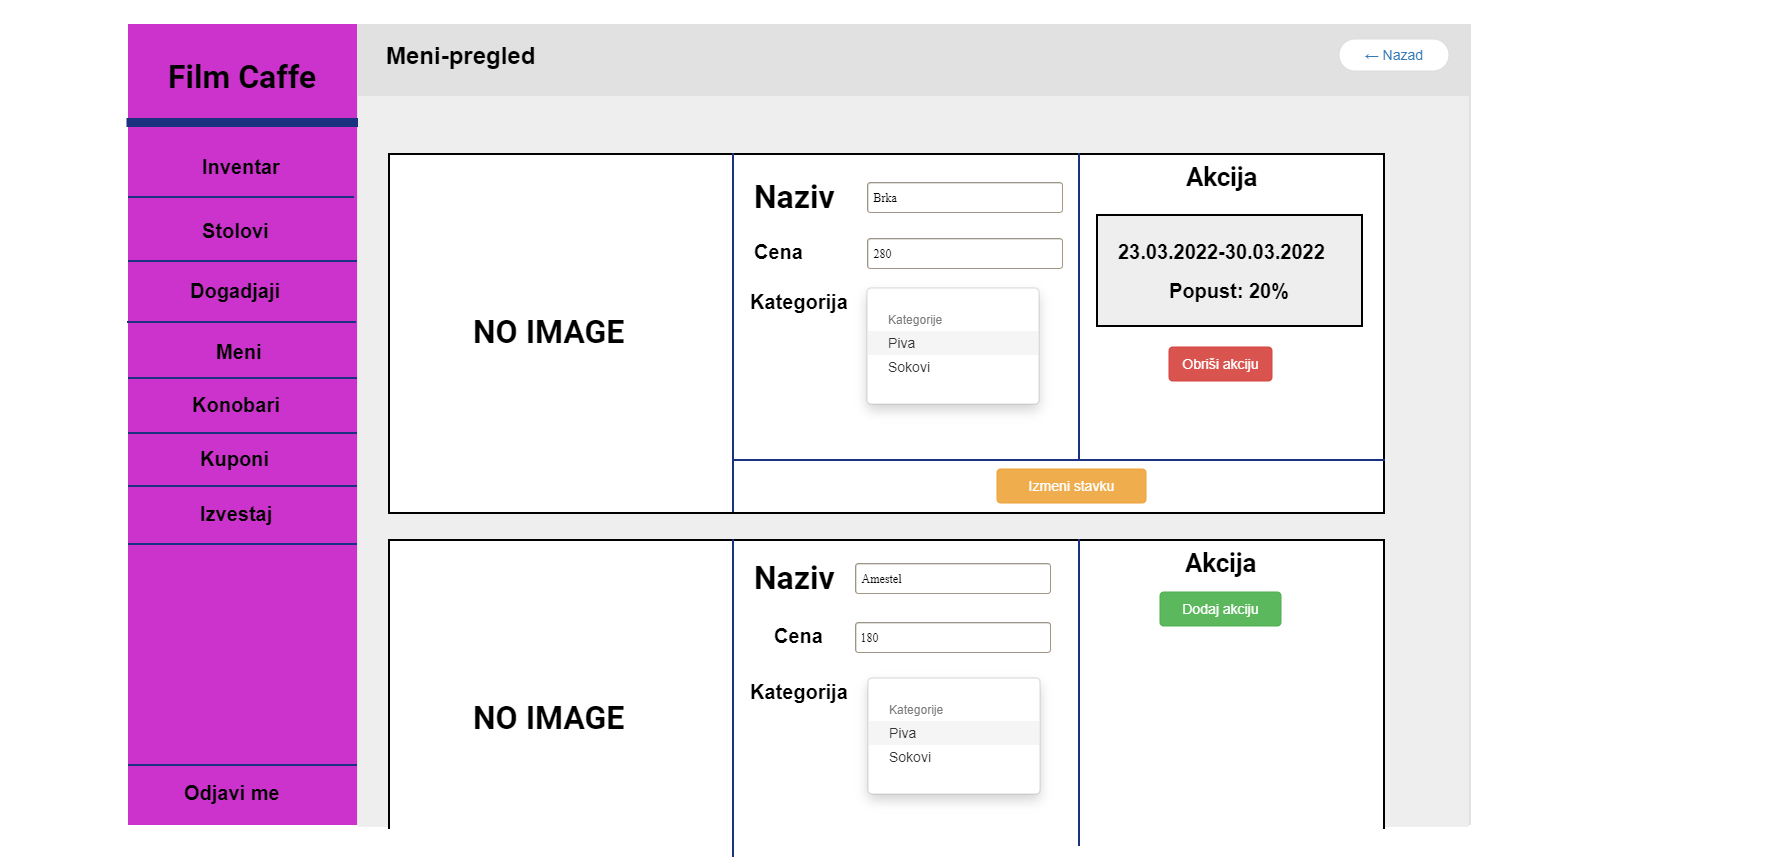 Film Caffe
Inventar
Stolovi
Dogadjaji
Meni
Konobari
Kuponi
Izvestaj
Odjavi me
Meni-pregled
← Nazad
NO IMAGE
Naziv
Brka
Cena
280
Kategorija
Kategorije
Piva
Sokovi
Akcija
23.03.2022-30.03.2022
Popust: 20%
Obriši akciju
Izmeni stavku
NO IMAGE
Naziv
Amestel
Cena
180
Kategorija
Kategorije
Piva
Sokovi
Akcija
Dodaj akciju